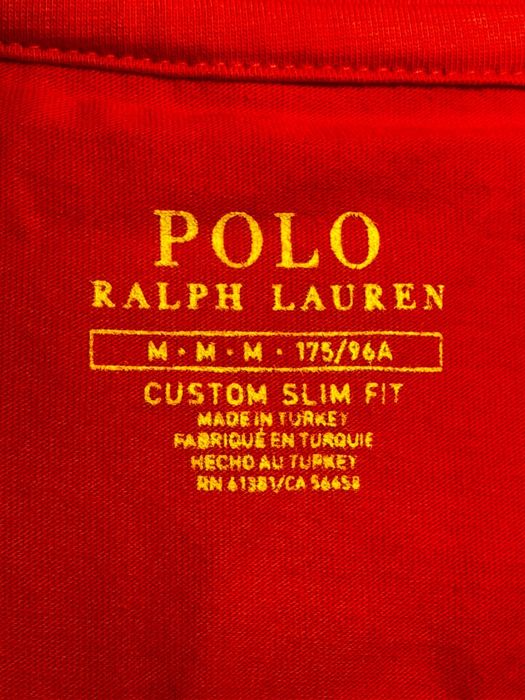 POLO
RALPH LAUREN
M · M · M · 175/96A
CUSTOM SLIM FIT
MADE IN TURKEY
FABRIQUÉ EN TURQUIE
HECHO AU TURKEY
RN 41381/CA 56658